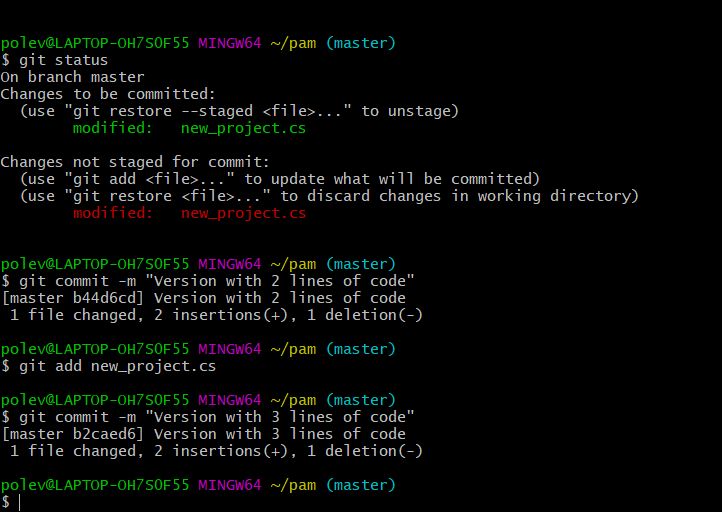 polev@LAPTOP-OH7S0F55 MINGW64 ~/pam (master)
$ git status
On branch master
Changes to be committed:
  (use "git restore --staged <file>..." to unstage)
        modified:   new_project.cs

Changes not staged for commit:
  (use "git add <file>..." to update what will be committed)
  (use "git restore <file>..." to discard changes in working directory)
        modified:   new_project.cs

polev@LAPTOP-OH7S0F55 MINGW64 ~/pam (master)
$ git commit -m "Version with 2 lines of code"
[master b44d6cd] Version with 2 lines of code
 1 file changed, 2 insertions(+), 1 deletion(-)

polev@LAPTOP-OH7S0F55 MINGW64 ~/pam (master)
$ git add new_project.cs

polev@LAPTOP-OH7S0F55 MINGW64 ~/pam (master)
$ git commit -m "Version with 3 lines of code"
[master b2caed6] Version with 3 lines of code
 1 file changed, 2 insertions(+), 1 deletion(-)

polev@LAPTOP-OH7S0F55 MINGW64 ~/pam (master)
$